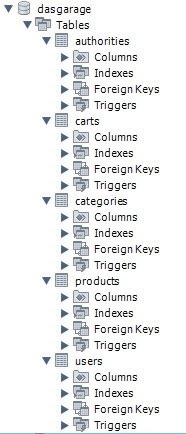 dasgarage
Tables
authorities
Columns
Indexes
Foreign Keys
Triggers
carts
Columns
Indexes
Foreign Keys
Triggers
categories
Columns
Indexes
Foreign Keys
Triggers
products
Columns
Indexes
Foreign Keys
Triggers
users
Columns
Indexes
Foreign Keys
Triggers